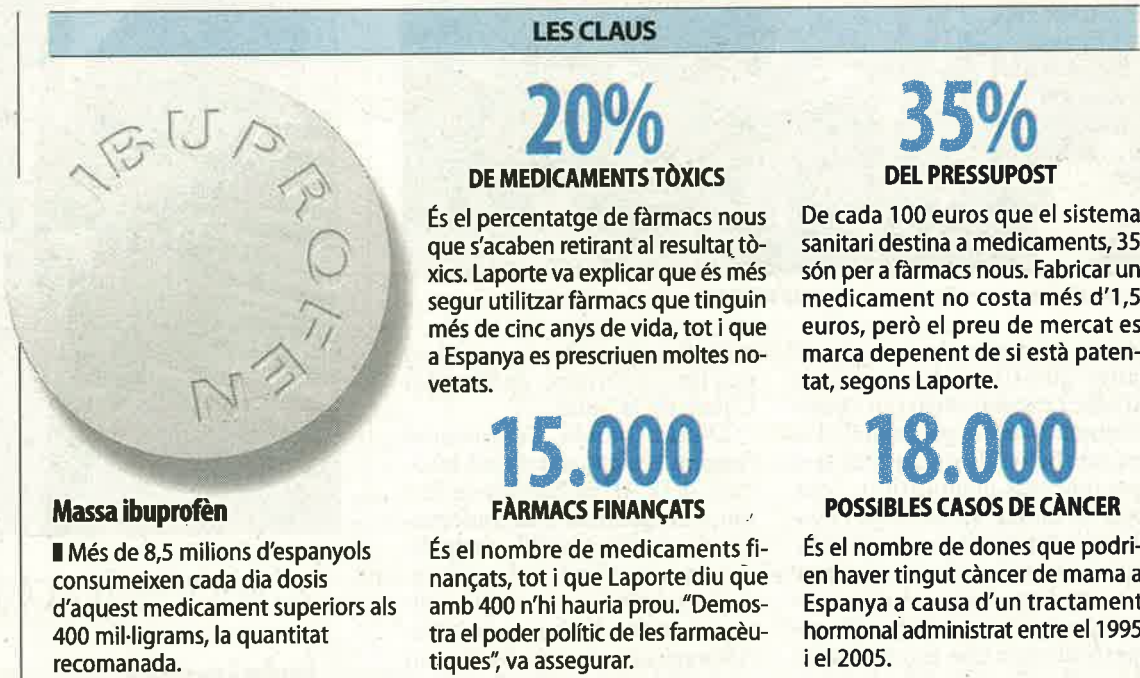 LES CLAUS
IBUPROFEN
Massa ibuprofèn
Més de 8,5 milions d'espanyols
consumeixen cada dia dosis
d'aquest medicament superiors als
400 mil·ligrams, la quantitat
recomanada.
20%
DE MEDICAMENTS TÒXICS
És el percentatge de fàrmacs nous
que s'acaben retirant al resultar tò-
xics. Laporte va explicar que és més
segur utilitzar fàrmacs que tinguin
més de cinc anys de vida, tot i que
a Espanya es prescriuen moltes no-
vetats.
15.000
FÀRMACS FINANÇATS
És el nombre de medicaments fi-
nançats, tot i que Laporte diu que
amb 400 n'hi hauria prou. "Demos-
tra el poder polític de les farmacèu-
tiques", va assegurar.
35%
DEL PRESSUPOST
De cada 100 euros que el sistema
sanitari destina a medicaments, 35
són per a fàrmacs nous. Fabricar un
medicament no costa més d'1,5
euros, però el preu de mercat es
marca depenent de si està paten-
tat, segons Laporte.
18.000
POSSIBLES CASOS DE CÀNCER
És el nombre de dones que podri-
en haver tingut càncer de mama a
Espanya a causa d'un tractament
hormonal administrat entre el 1995
i el 2005.